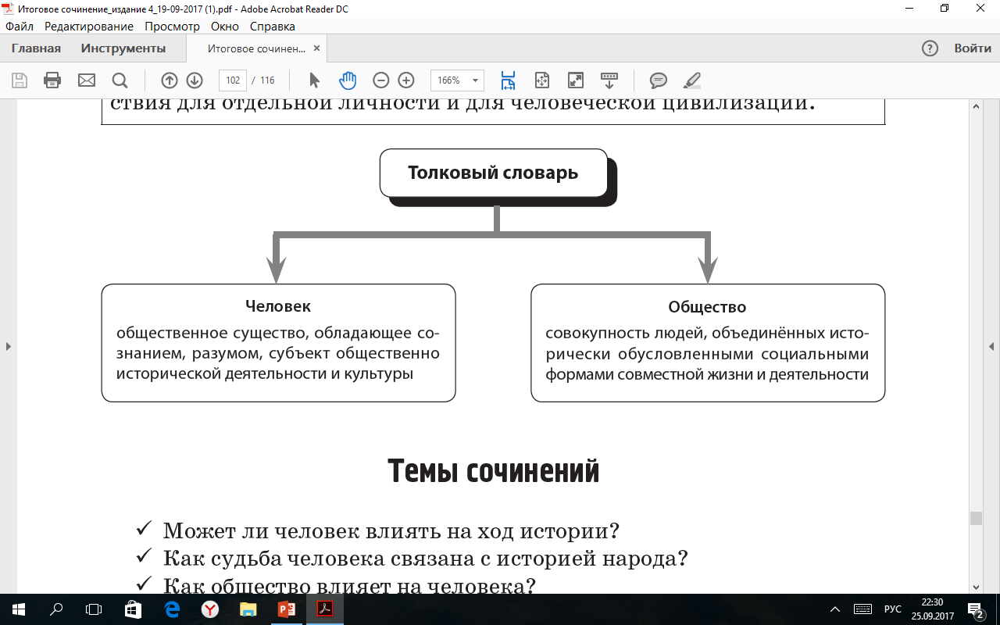 Итоговое сочинение_издание 4_19-09-2017 (1).pdf - Adobe Acrobat Reader DC
Файл Редактирование Просмотр Окно Справка
Главная Инструменты Итоговое сочинен... × ? Войти
102 / 116 166%
ствия для отдельной личности и для человеческой цивилизации.
Толковый словарь
Человек
общественное существо, обладающее со-
знанием, разумом, субъект общественно
исторической деятельности и культуры
Общество
совокупность людей, объединённых исто-
рически обусловленными социальными
формами совместной жизни и деятельности
Темы сочинений
Может ли человек влиять на ход истории?
Как судьба человека связана с историей народа?
Как общество влияет на человека?
РУС 22:30
25.09.2017 2